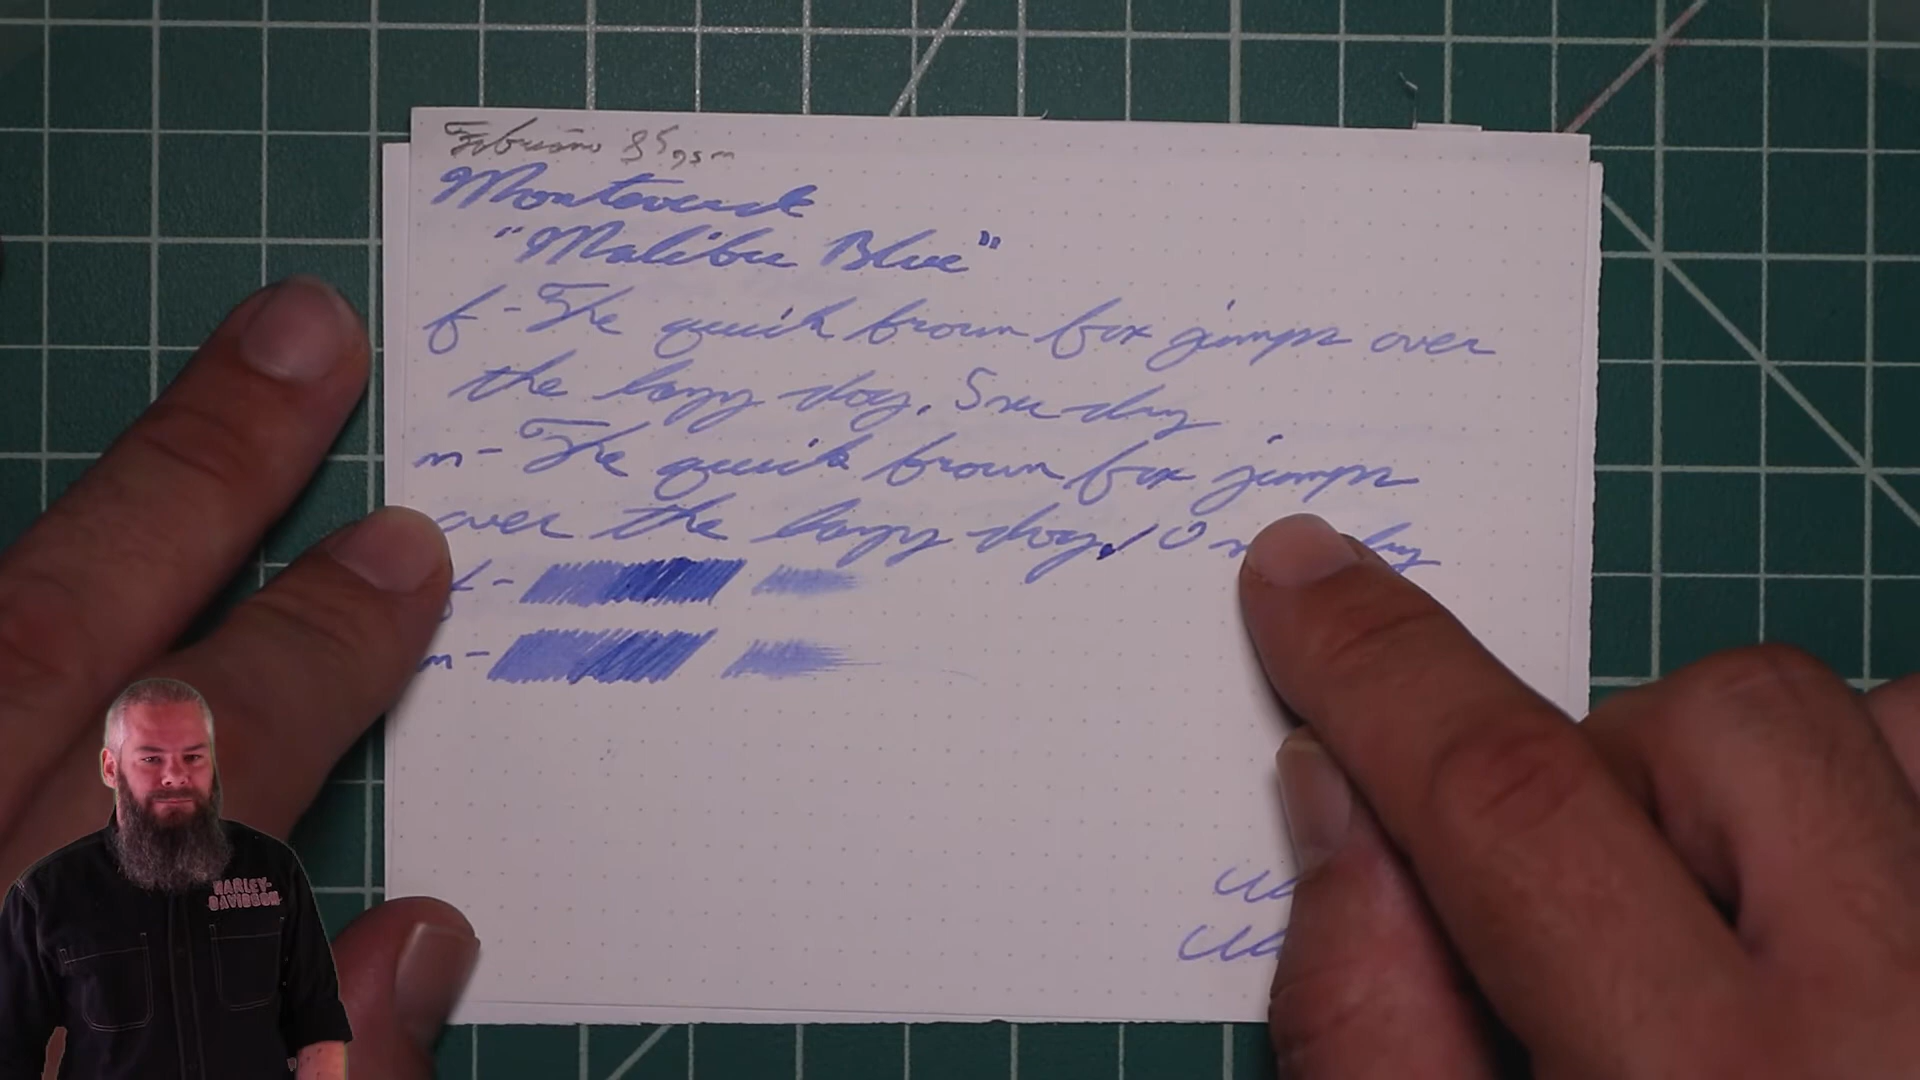 Fabriano 85gsm
Monteverde
"Malibu Blue"
f - The quick brown fox jumps over
the lazy dog. 5 sec dry
m - The quick brown fox jumps
over the lazy dog, dry
f -
m -
HARLEY-
DAVIDSON